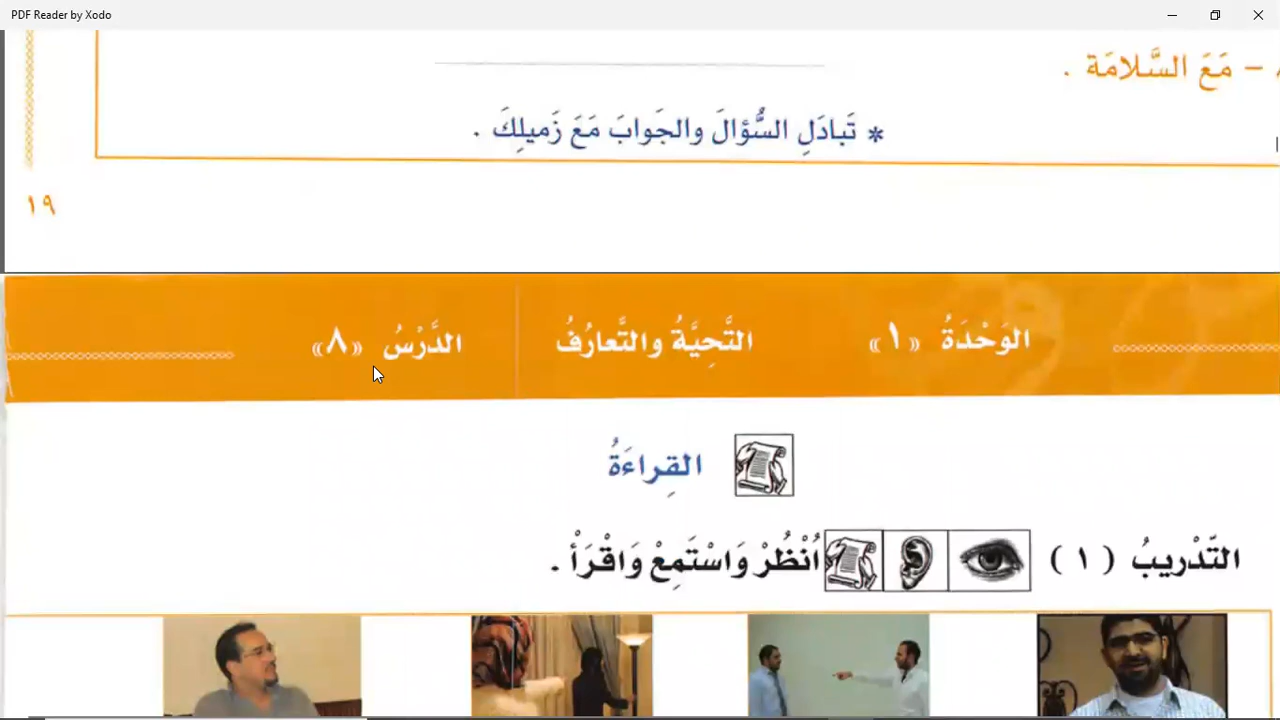 PDF Reader by Xodo
- مَعَ السَّلامَة .
* تَبادَلِ السُّؤالَ والجَوابَ مَعَ زَميلِكَ .
١٩
الوَحْدَةُ «١» التَّحِيَّةُ والتَّعارُفُ الدَّرْسُ «٨»
القِراءَةُ
التّدْريبُ ( ١ ) اُنْظُرْ وَاسْتَمِعْ وَاقْرَأْ .